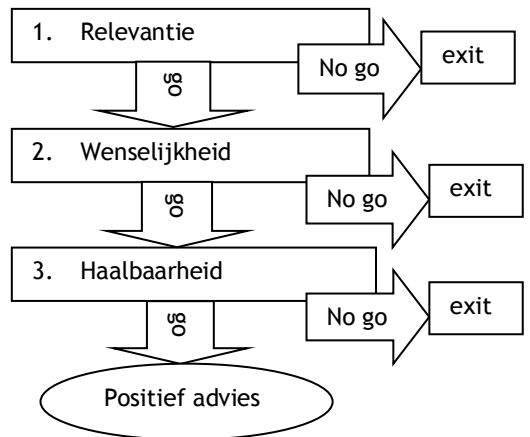 1. Relevantie
No go
exit
go
2. Wenselijkheid
No go
exit
go
3. Haalbaarheid
No go
exit
go
Positief advies